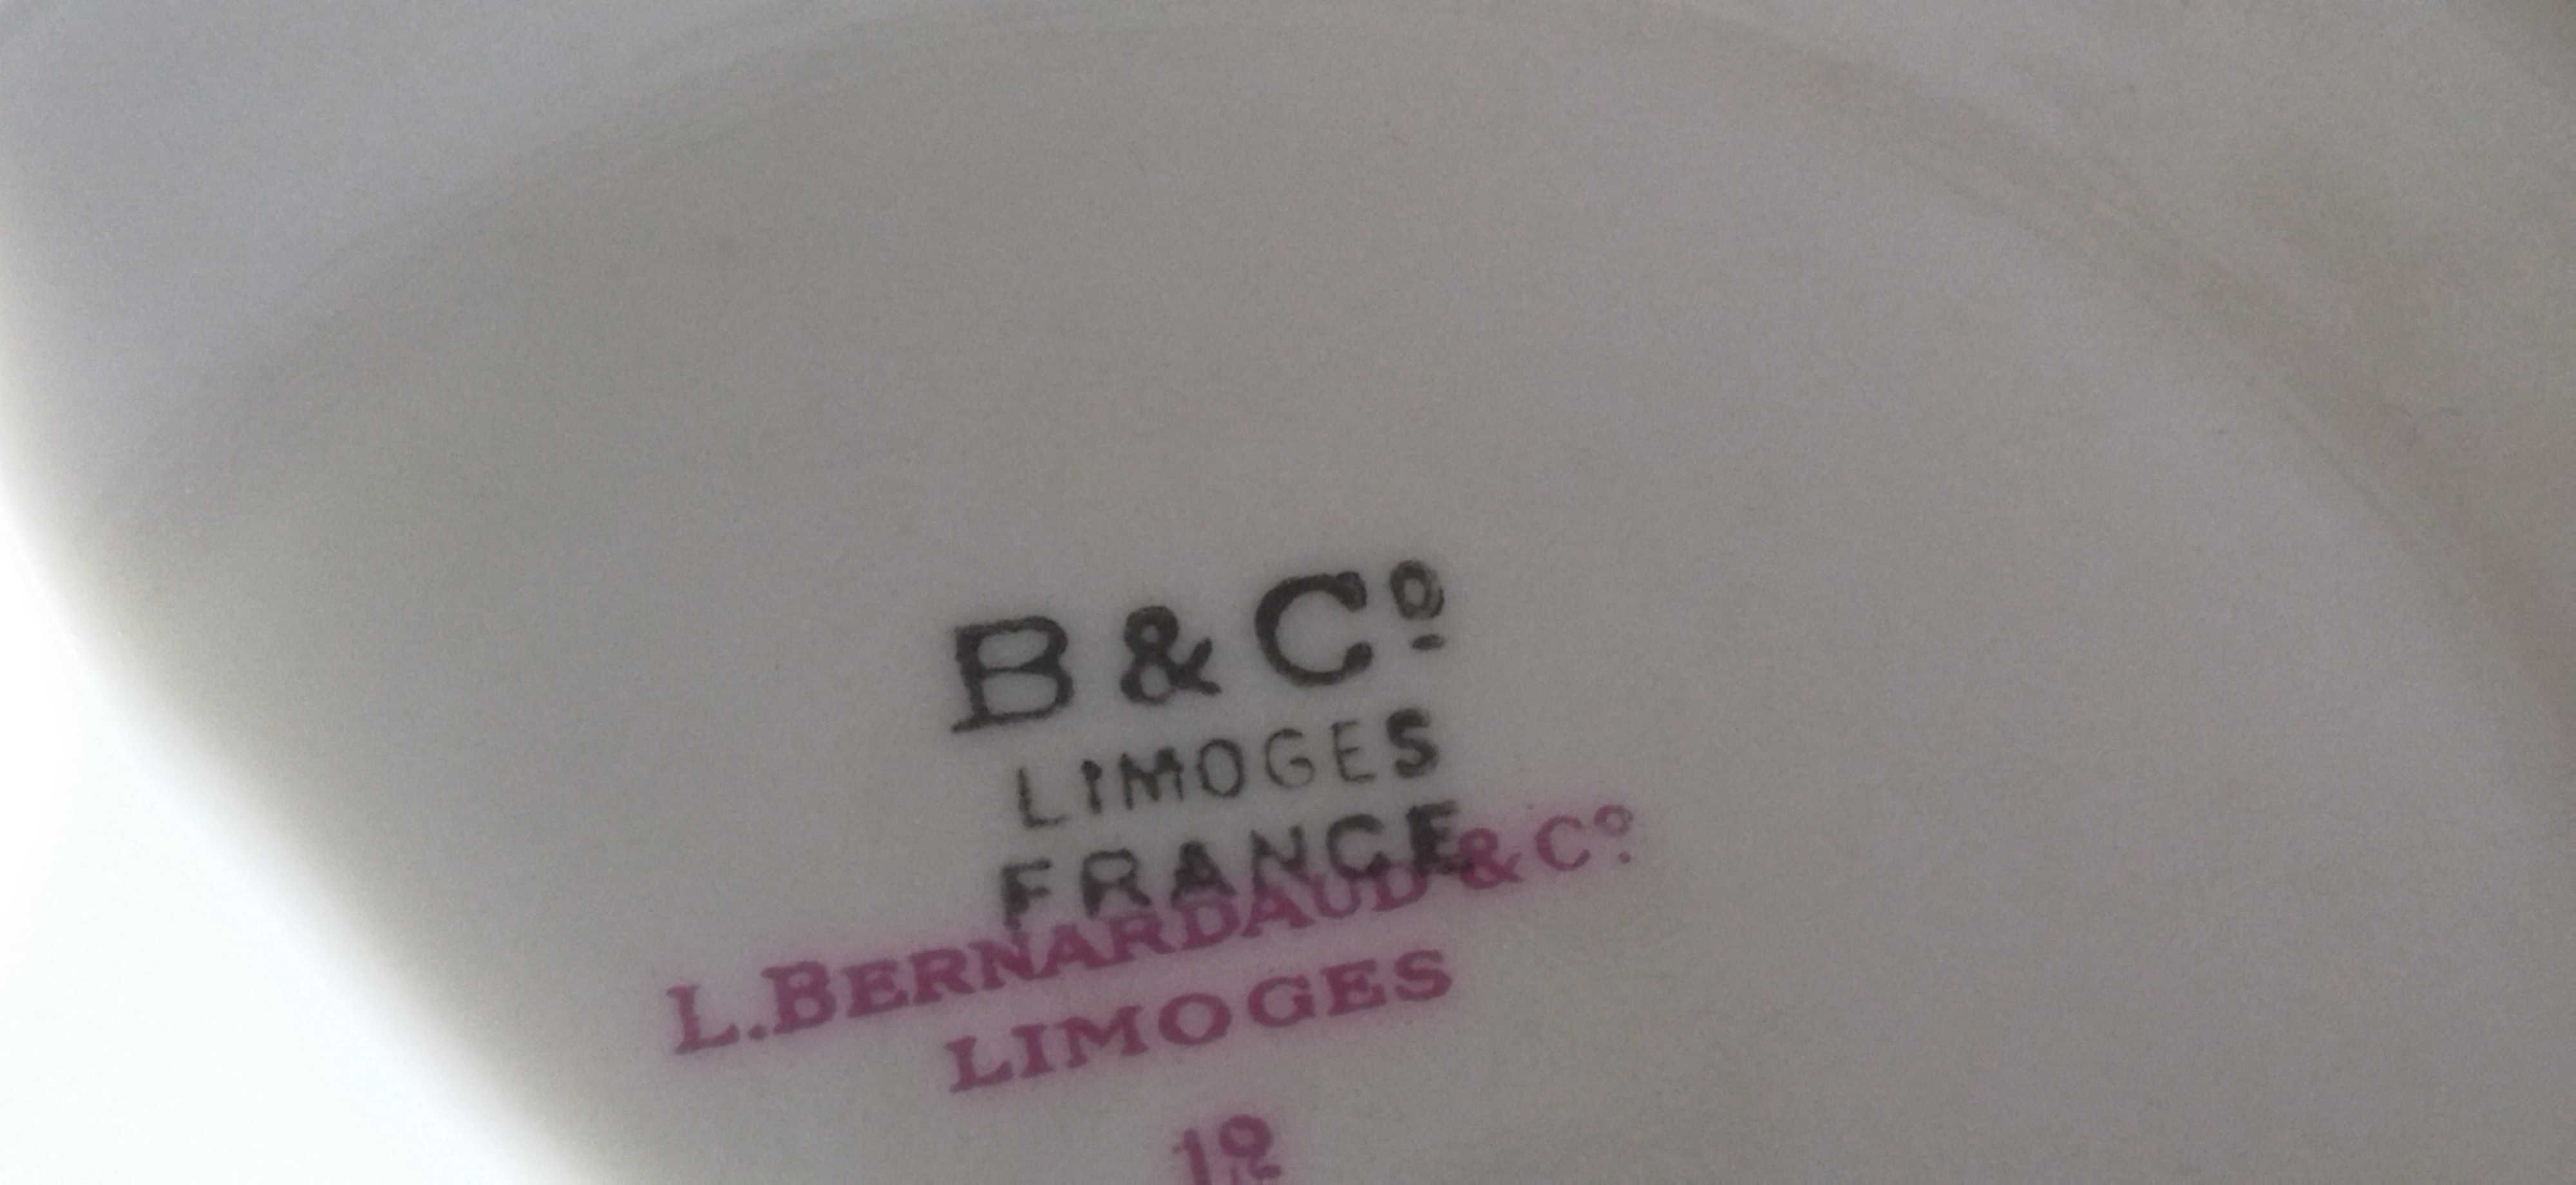 B & Cº
LIMOGES
FRANCE
L. BERNARDAUD & Cº
LIMOGES